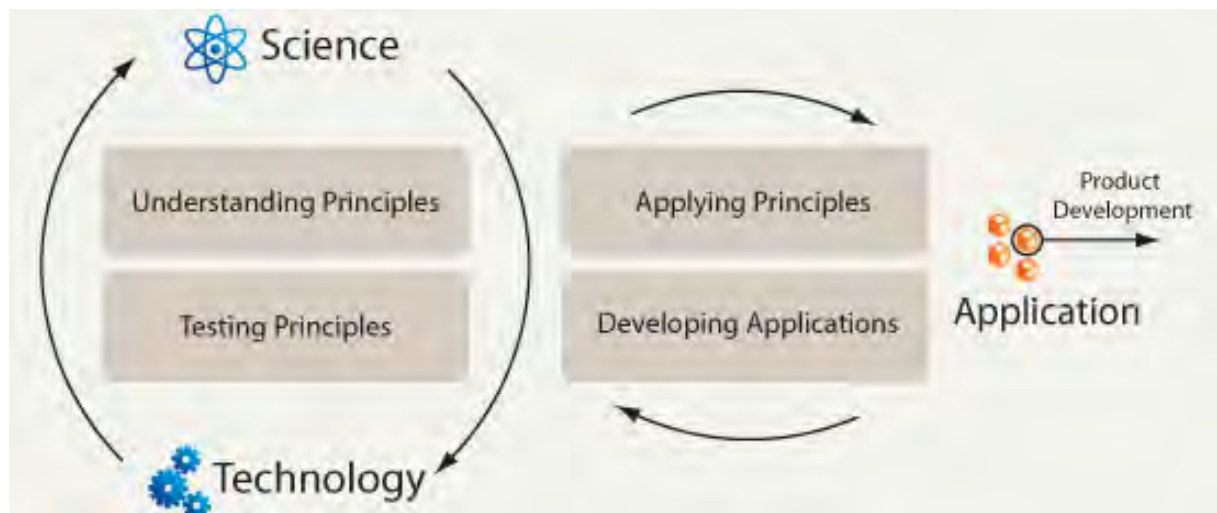 Science
Understanding Principles
Testing Principles
Technology
Applying Principles
Developing Applications
Product
Development
Application